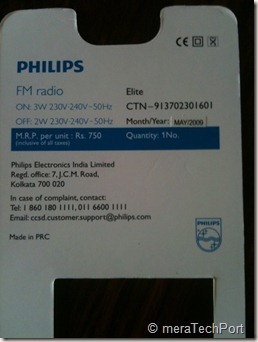 PHILIPS
FM radio
Elite
ON: 3W 230V-240V~50Hz
CTN-913702301601
OFF: 2W 230V-240V~50Hz
Month/Year: MAY/2009
M.R.P. per unit : Rs. 750
Quantity: 1No.
(inclusive of all taxes)
Philips Electronics India Limited
Regd. office: 7, J.C.M. Road,
Kolkata 700 020
In case of complaint, contact:
Tel: 1 860 180 1111, 011 6600 1111
Email: ccsd.customer.support@philips.com
PHILIPS
Made in PRC
© meraTechPort